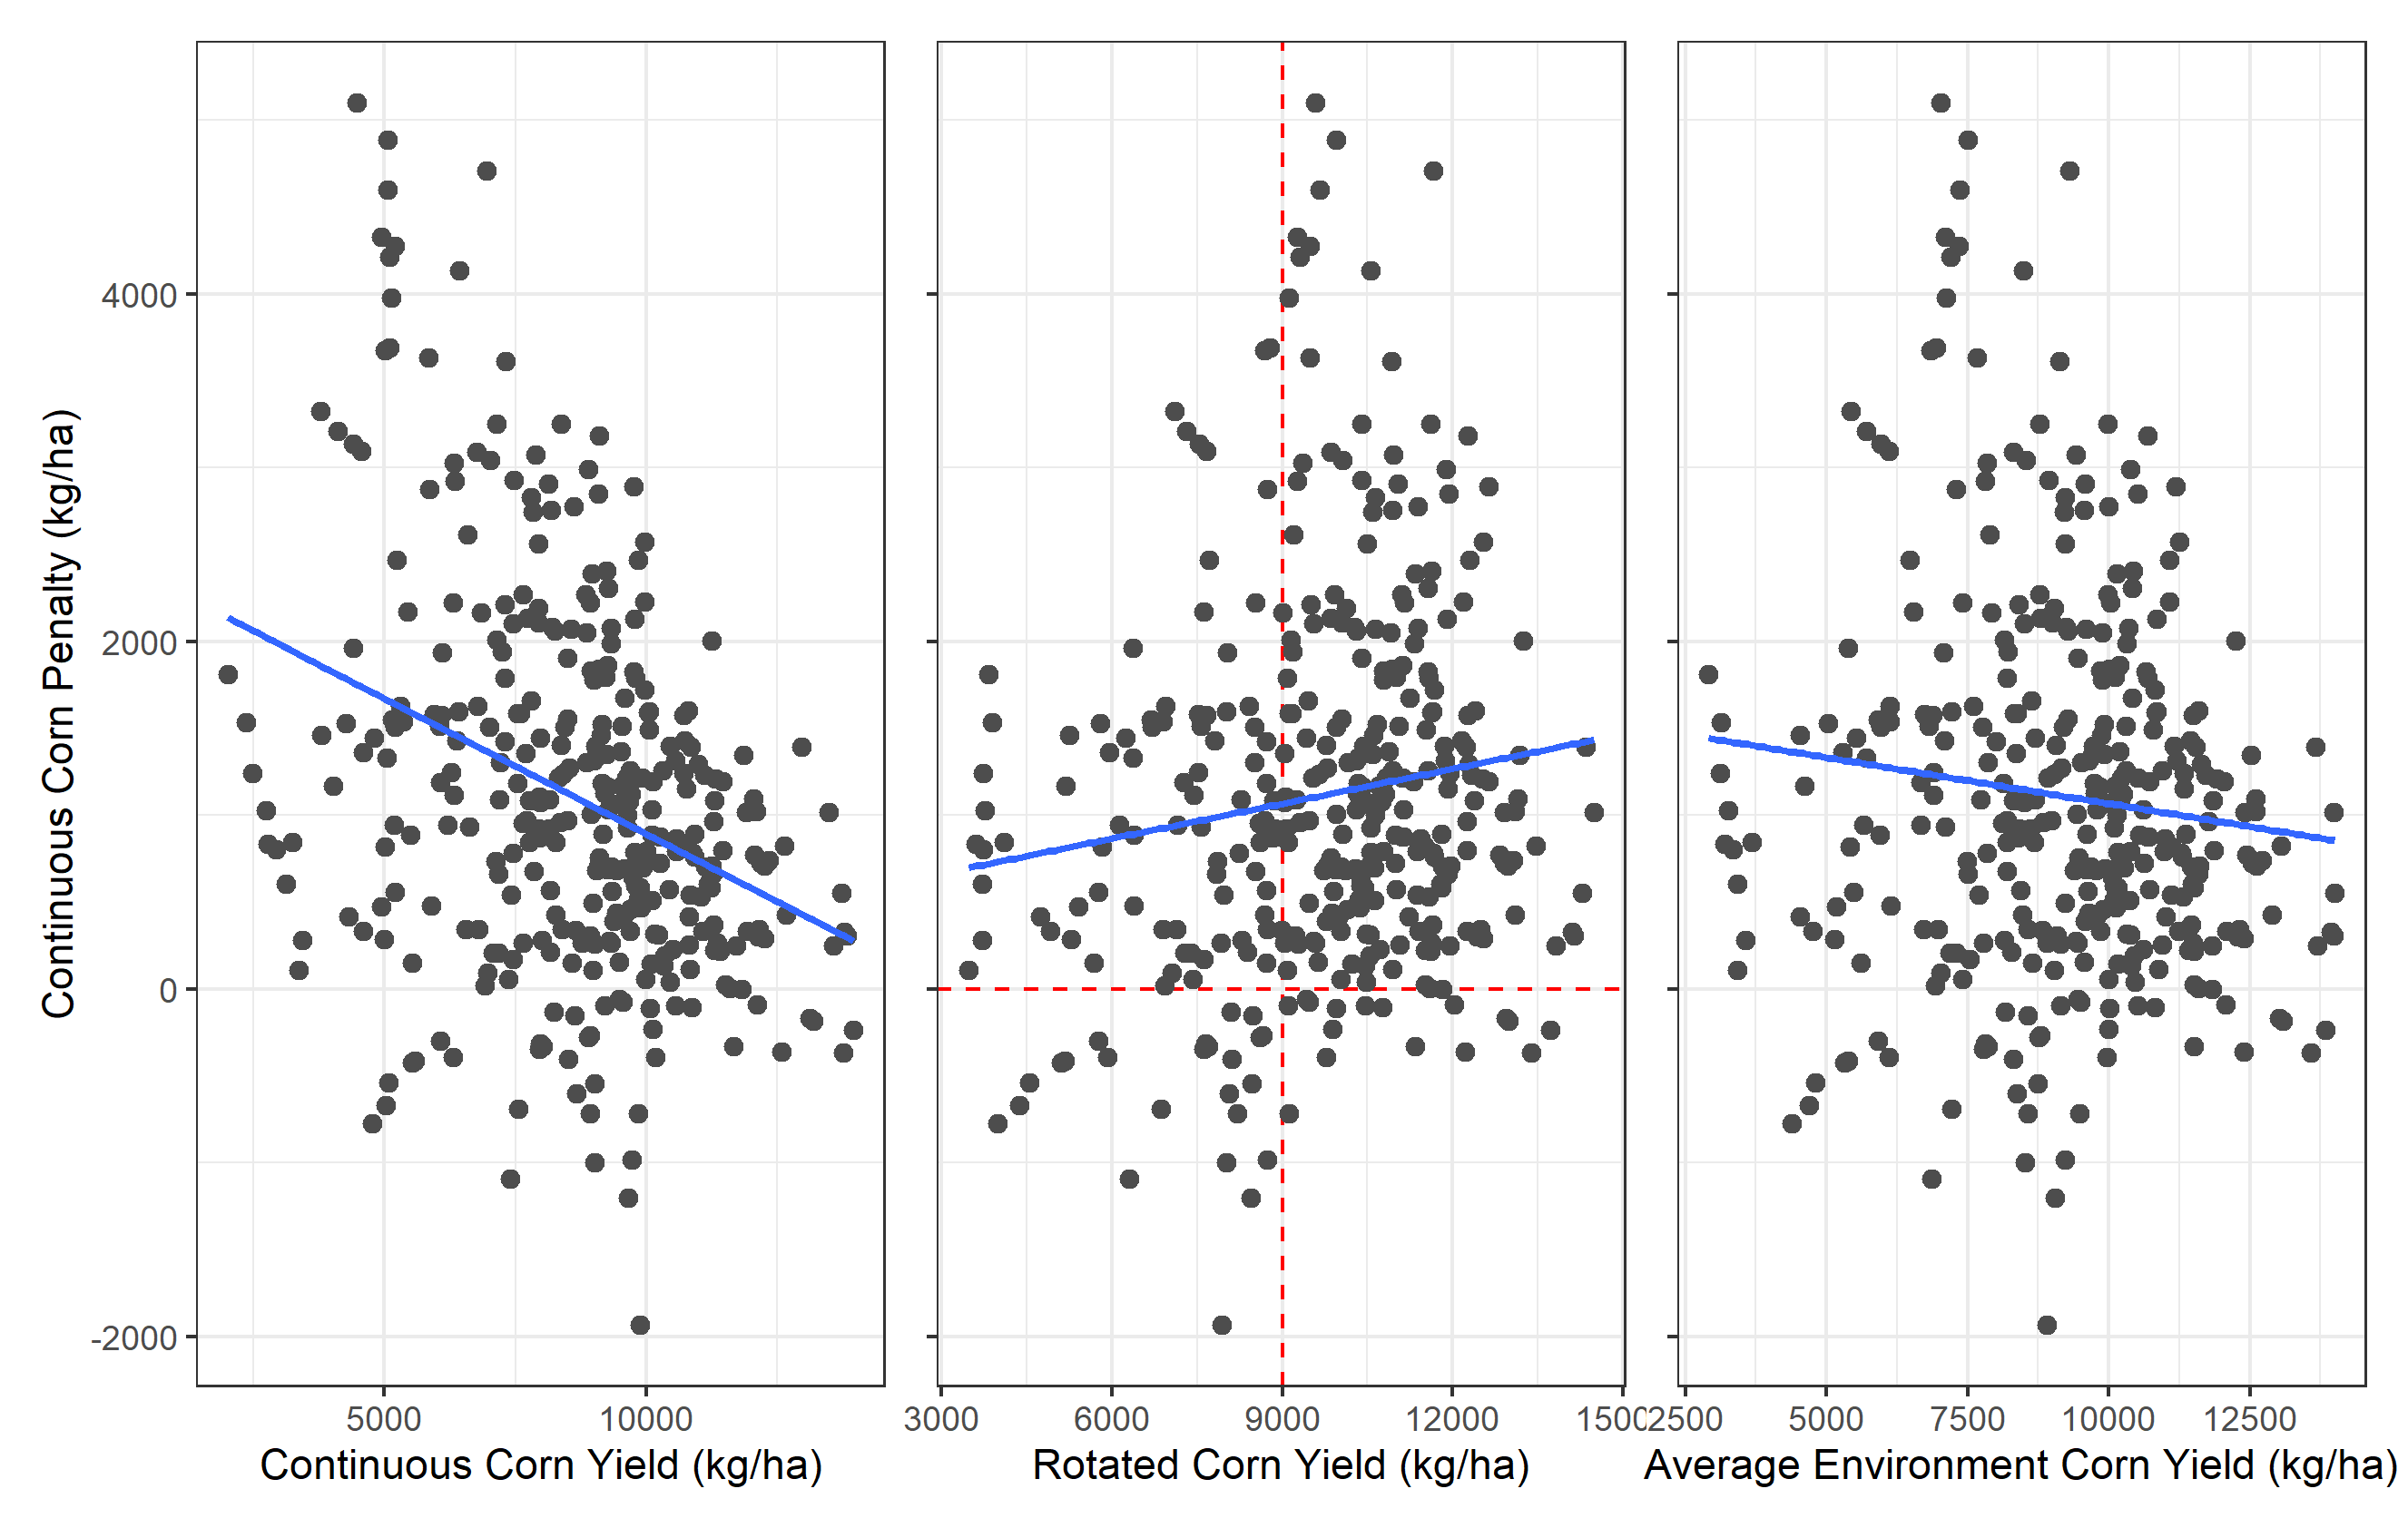 Continuous Corn Penalty (kg/ha)
4000
2000
0
-2000
5000 10000
3000 6000 9000 12000 1500
2500 5000 7500 10000 12500
Continuous Corn Yield (kg/ha)
Rotated Corn Yield (kg/ha)
Average Environment Corn Yield (kg/ha)